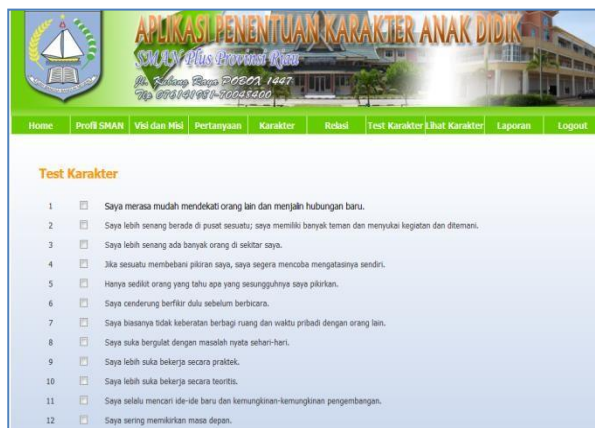 APLIKASI PENENTUAN KARAKTER ANAK DIDIK
SMAN Plus Provinsi Riau
Jl. Kubang Raya POBOX 1447
Home Profil SMAN Visi dan Misi Pertanyaan Karakter Relasi Test Karakter Lihat Karakter Laporan Logout
Test Karakter
1 Saya merasa mudah mendekati orang lain dan menjalin hubungan baru.
2 Saya lebih senang berada di pusat sesuatu; saya memiliki banyak teman dan menyukai kegiatan dan ditemani.
3 Saya lebih senang ada banyak orang di sekitar saya.
4 Jika sesuatu membebani pikiran saya, saya segera mencoba mengatasinya sendiri.
5 Hanya sedikit orang yang tahu apa yang sesungguhnya saya pikirkan.
6 Saya cenderung berfikir dulu sebelum berbicara.
7 Saya biasanya tidak keberatan berbagi ruang dan waktu pribadi dengan orang lain.
8 Saya suka bergulat dengan masalah nyata sehari-hari.
9 Saya lebih suka bekerja secara praktek.
10 Saya lebih suka bekerja secara teoritis.
11 Saya selalu mencari ide-ide baru dan kemungkinan-kemungkinan pengembangan.
12 Saya sering memikirkan masa depan.